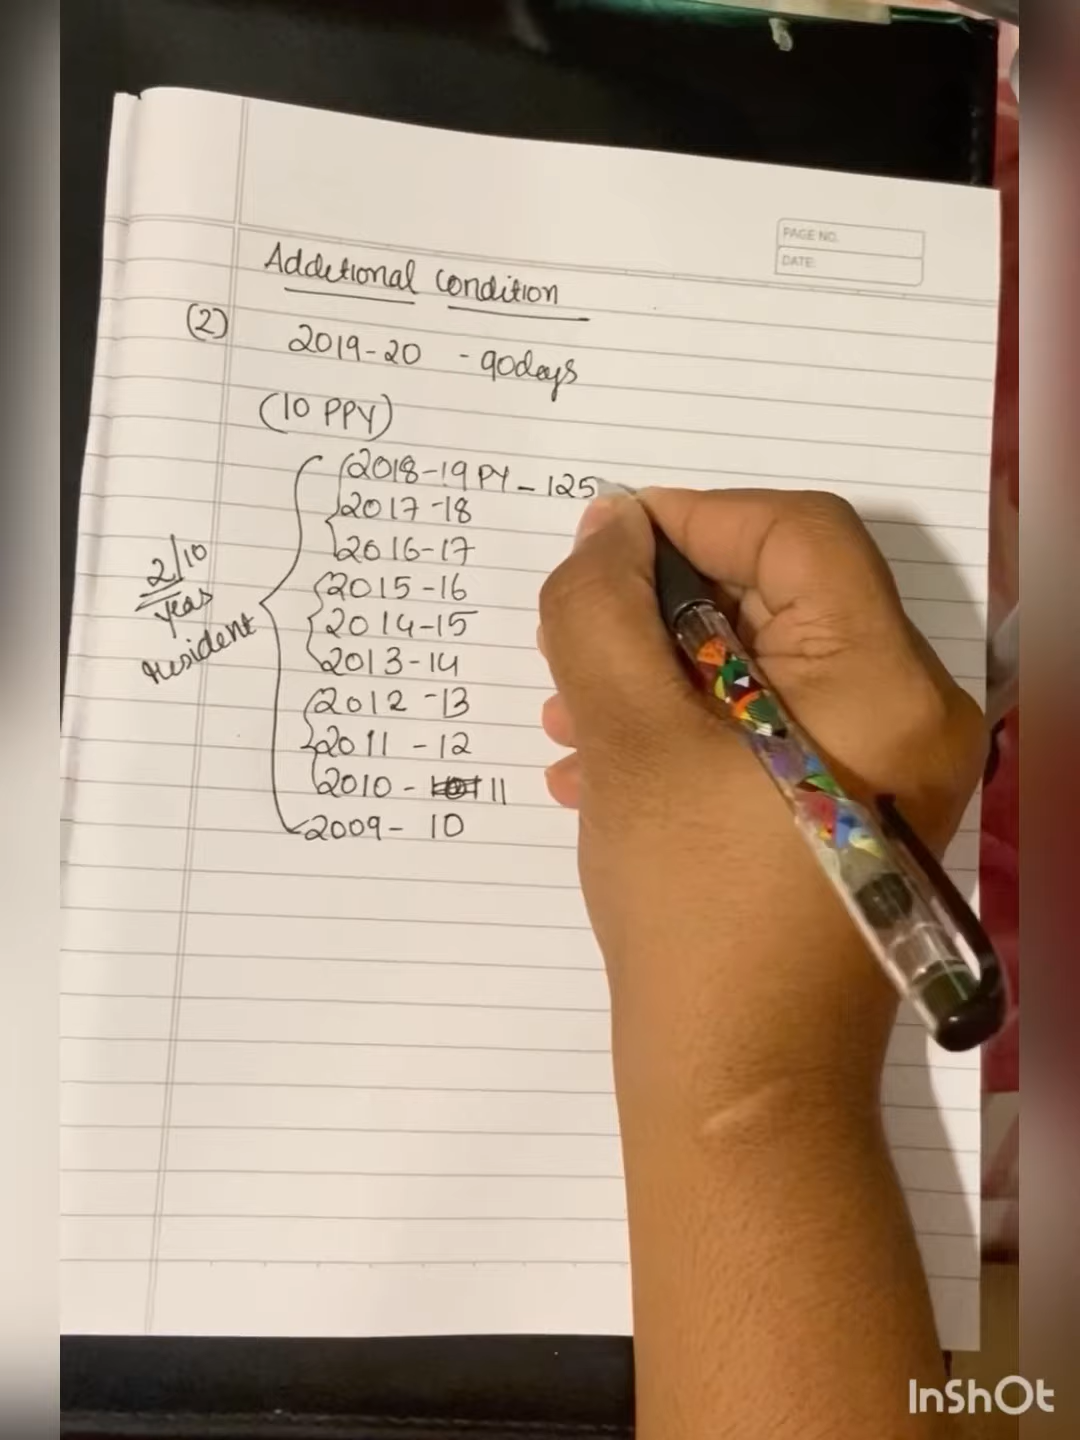 PAGE NO.
DATE:
Additional Condition
(2) 2019-20 - 90days
(10 PPY)
2018-19 PY - 125
2017-18
2016-17
2015-16
2014-15
2013-14
2012-13
2011-12
2010-11
2009-10
2/10
years
resident
InShOt